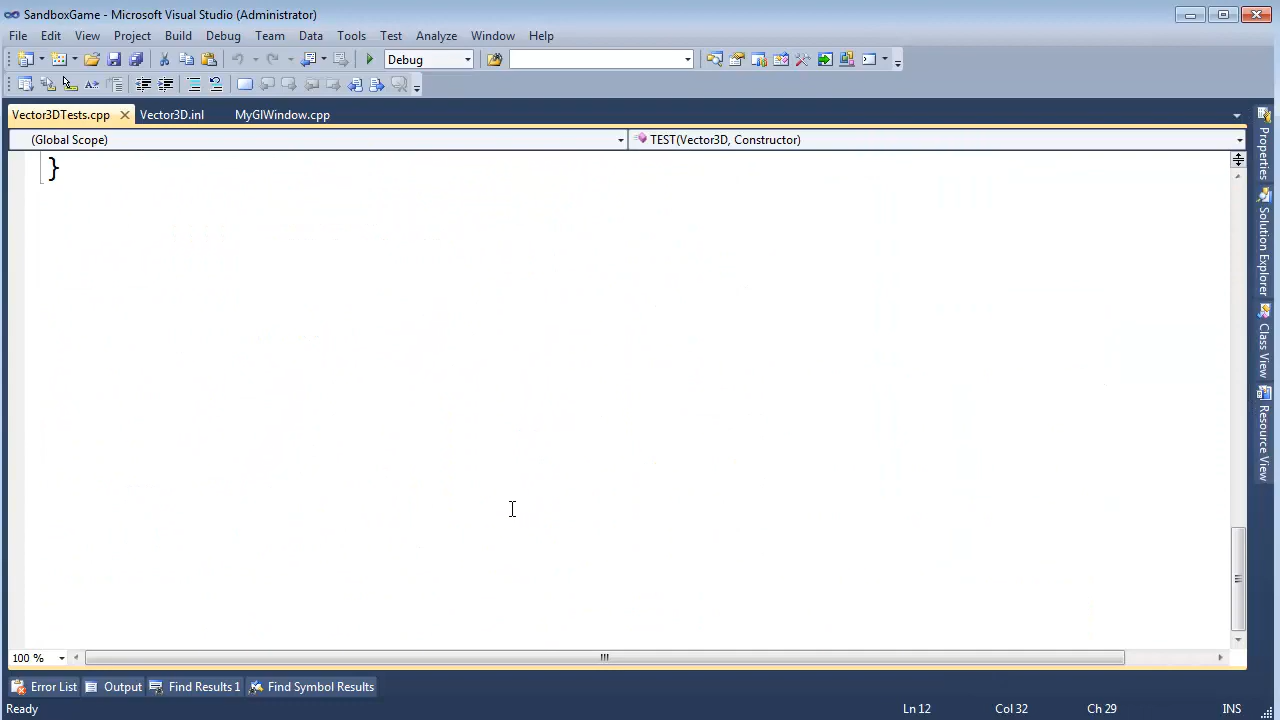 SandboxGame - Microsoft Visual Studio (Administrator)
File Edit View Project Build Debug Team Data Tools Test Analyze Window Help
Debug
Vector3DTests.cpp Vector3D.inl MyGlWindow.cpp
(Global Scope) TEST(Vector3D, Constructor)
}
Properties
Solution Explorer
Class View
Resource View
100 %
Error List Output Find Results 1 Find Symbol Results
Ready Ln 12 Col 32 Ch 29 INS